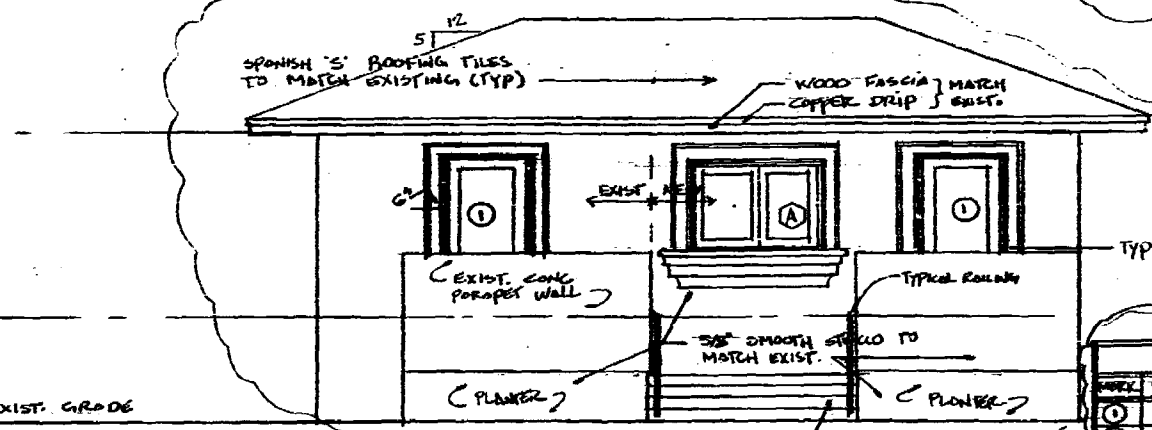 12
5
SPANISH 'S' ROOFING TILES
TO MATCH EXISTING (TYP)
WOOD FASCIA } MATCH
COPPER DRIP } EXIST.
6"
1
EXIST NEW
A
1
TYP
EXIST. CONC
PARAPET WALL
TYPICAL RAILING
5/8" SMOOTH STUCCO TO
MATCH EXIST.
PLANTER
PLANTER
XIST. GRADE
MARK
1